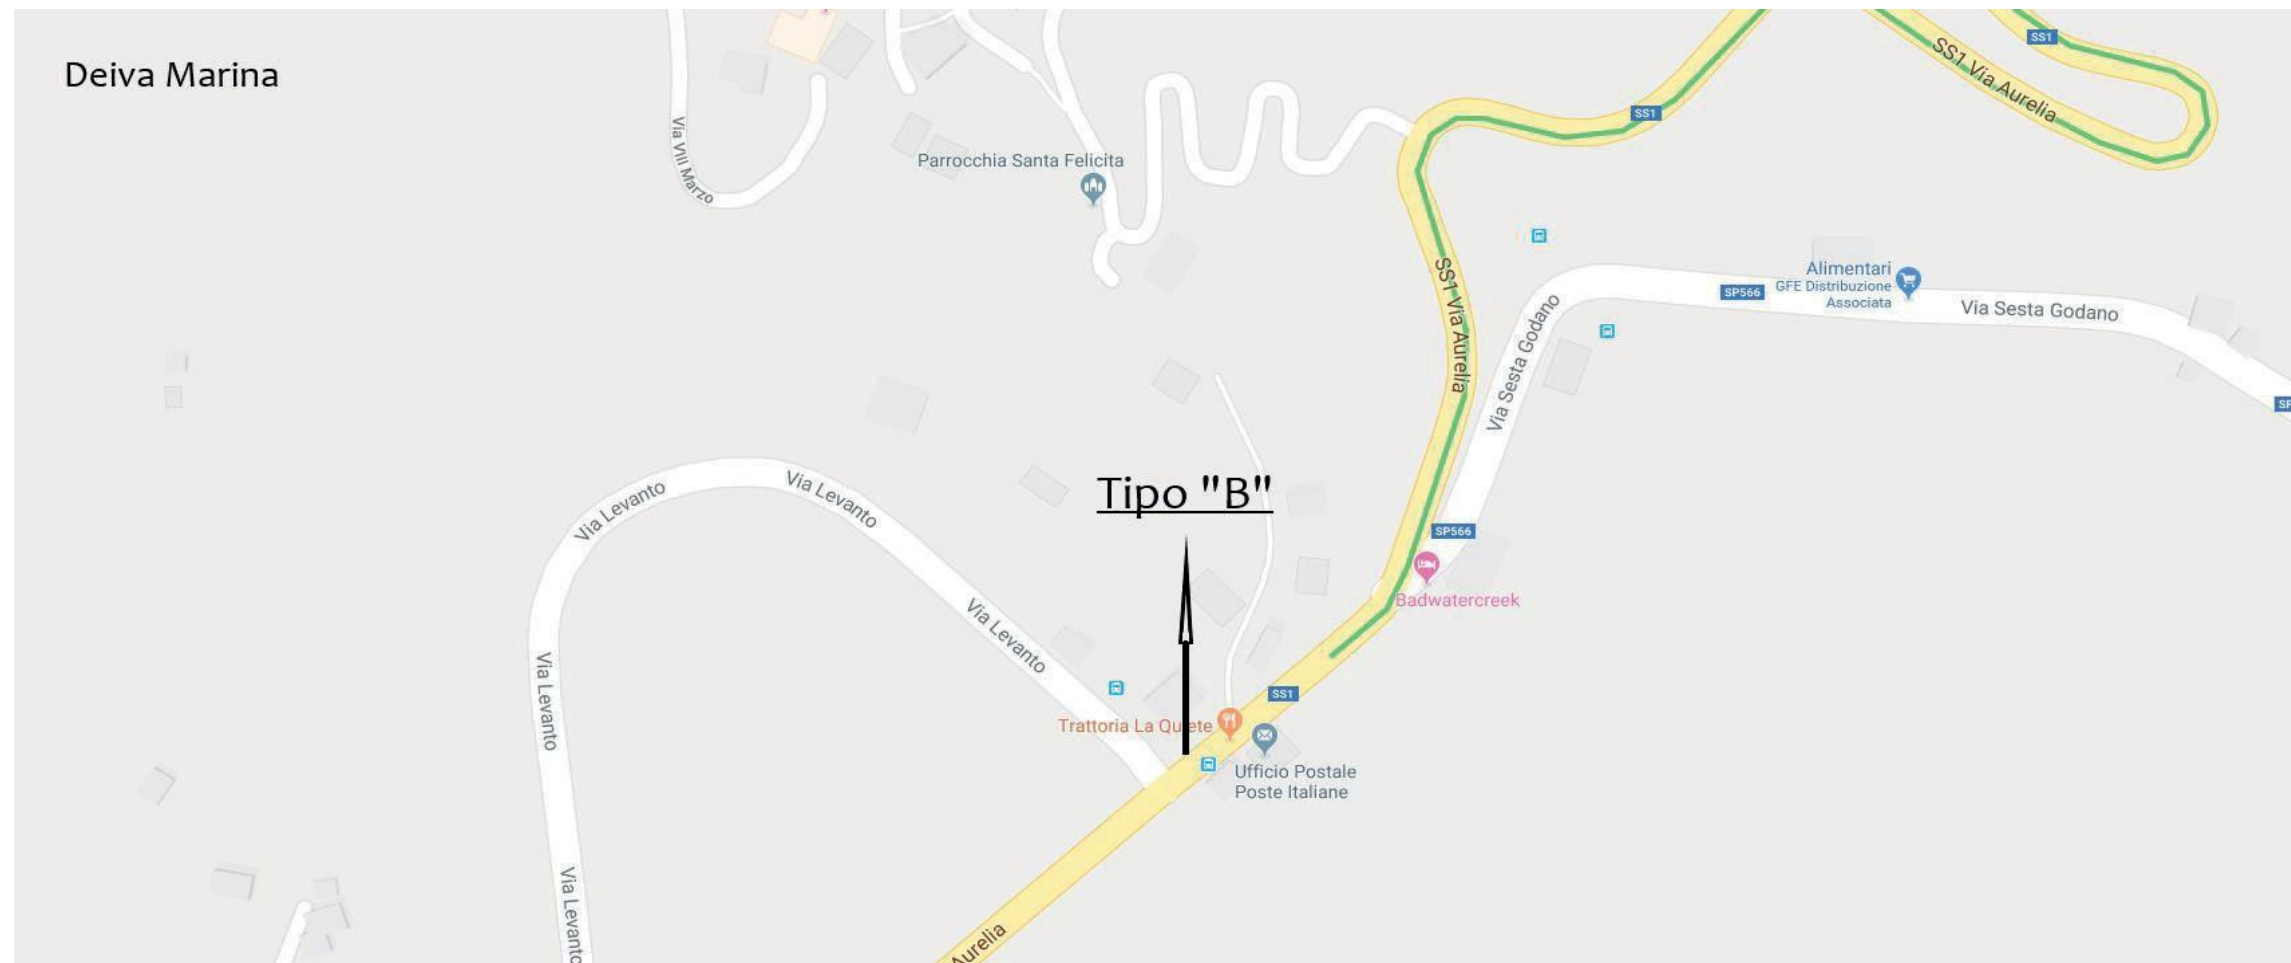 Deiva Marina
SS1
SS1 Via Aurelia
SS1
Via VIII Marzo
Parrocchia Santa Felicita
SS1 Via Aurelia
Alimentari
GFE Distribuzione
Associata
SP566
Via Sesta Godano
Via Sesta Godano
SP
Via Levanto
Via Levanto
Tipo "B"
SP566
Badwatercreek
Via Levanto
Via Levanto
SS1
Trattoria La Quiete
Ufficio Postale
Poste Italiane
Via Levanto
Aurelia